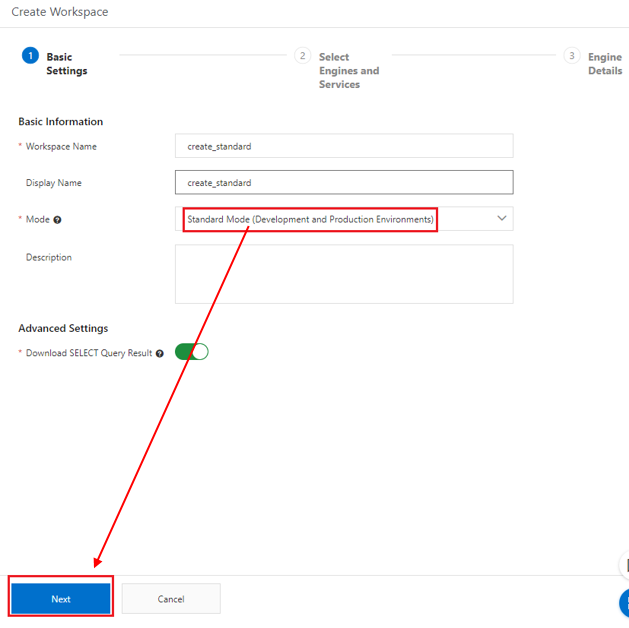 Create Workspace
1 Basic Settings
2 Select Engines and Services
3 Engine Details
Basic Information
* Workspace Name create_standard
Display Name create_standard
* Mode ? Standard Mode (Development and Production Environments)
Description
Advanced Settings
* Download SELECT Query Result ?
Next Cancel